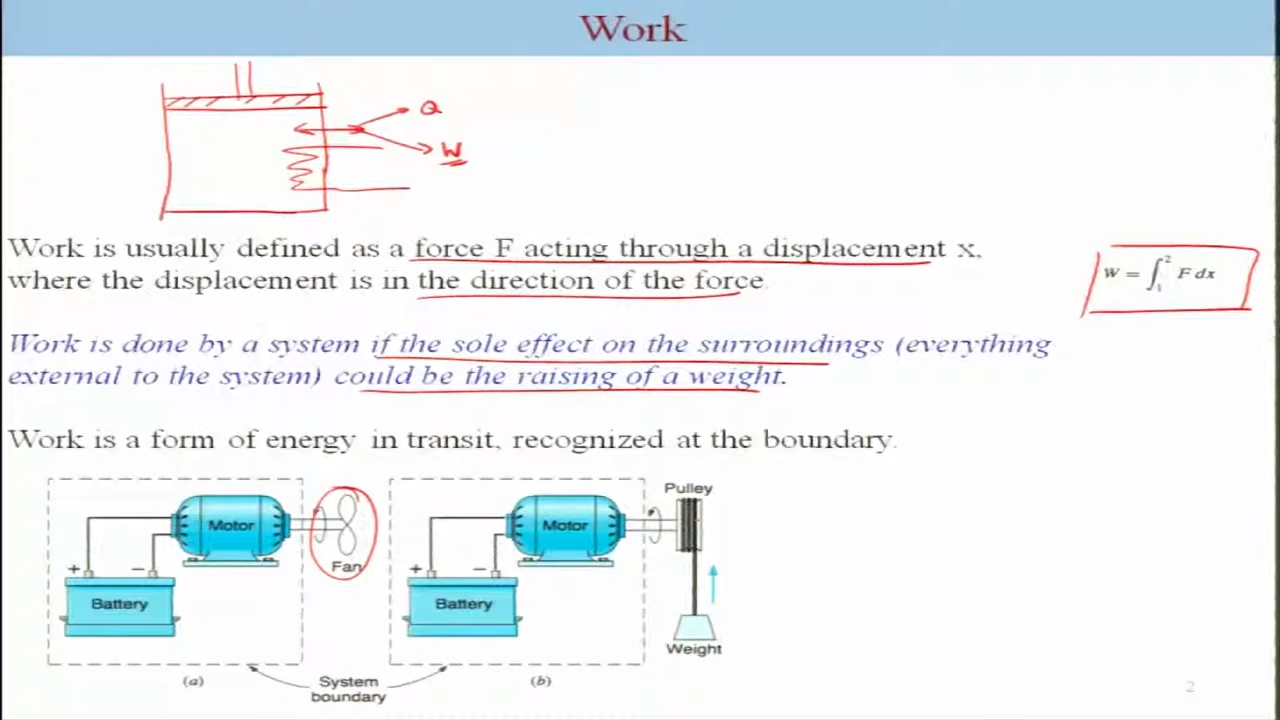 Work
Q
W
Work is usually defined as a force F acting through a displacement x,
where the displacement is in the direction of the force.
W = ∫₁² F dx
Work is done by a system if the sole effect on the surroundings (everything
external to the system) could be the raising of a weight.
Work is a form of energy in transit, recognized at the boundary.
Motor
+ −
Battery
Fan
(a)
Motor
+ −
Battery
Pulley
Weight
(b)
System
boundary
2